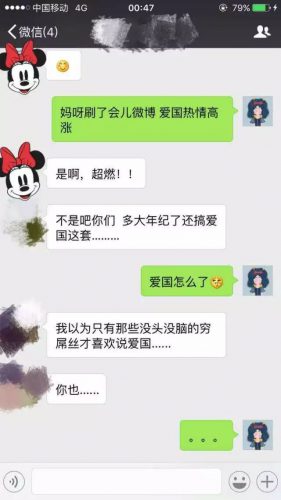 中国移动 4G 00:47 79%
微信(4)
妈呀刷了会儿微博 爱国热情高
涨
是啊，超燃！！
不是吧你们 多大年纪了还搞爱
国这套.........
爱国怎么了
我以为只有那些没头没脑的穷
屌丝才喜欢说爱国......
你也......
。。。